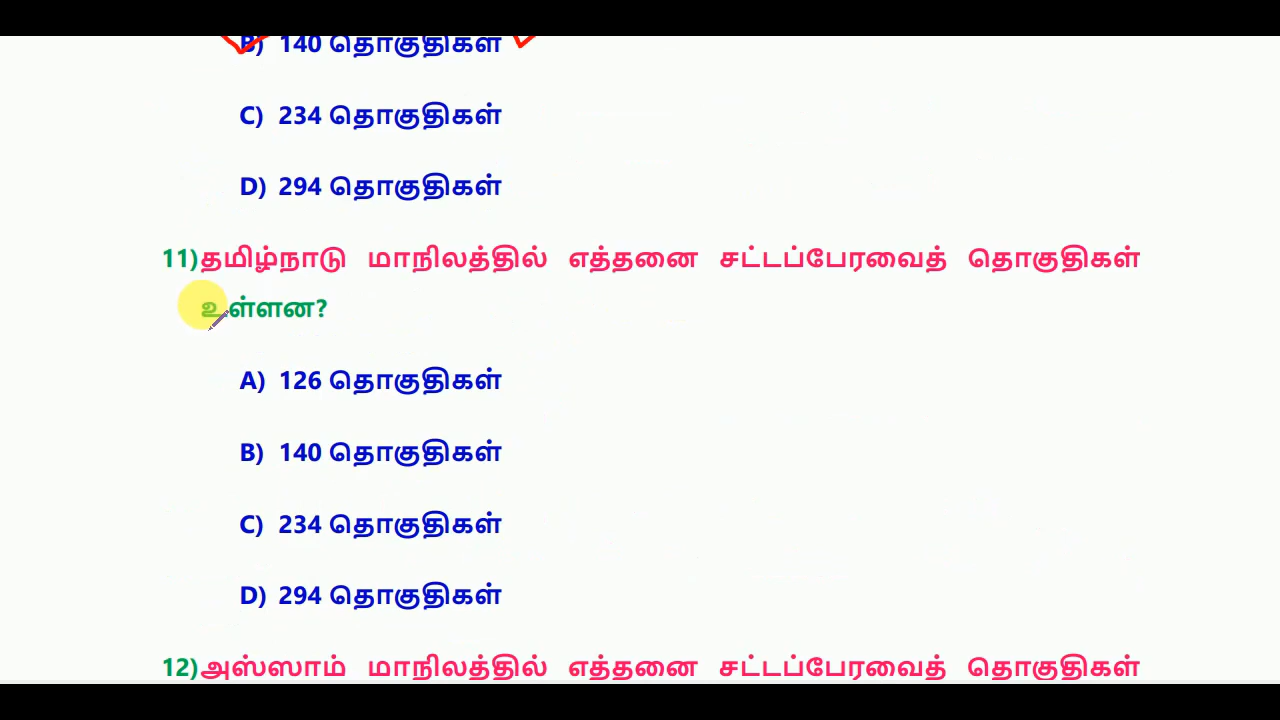 B) 140 தொகுதிகள்
C) 234 தொகுதிகள்
D) 294 தொகுதிகள்
11)தமிழ்நாடு மாநிலத்தில் எத்தனை சட்டப்பேரவைத் தொகுதிகள்
உள்ளன?
A) 126 தொகுதிகள்
B) 140 தொகுதிகள்
C) 234 தொகுதிகள்
D) 294 தொகுதிகள்
12)அஸ்ஸாம் மாநிலத்தில் எத்தனை சட்டப்பேரவைத் தொகுதிகள்